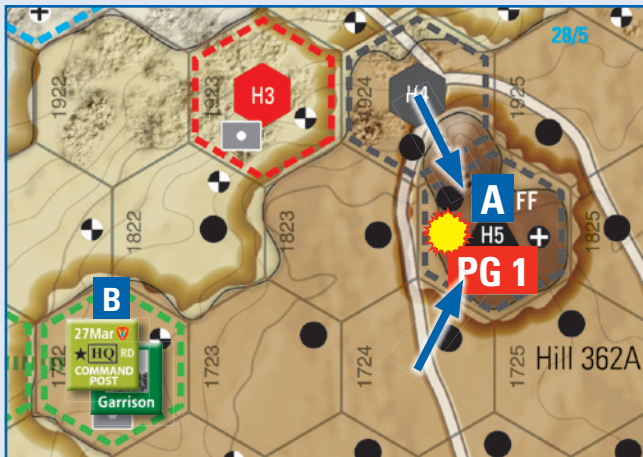 28/5
1922
1923
H3
1924
H4
1925
1822
1823
A
FF
H5
PG 1
1825
B
27Mar
HQ RD
COMMAND
POST
Garrison
1722
1723
1724
1725
Hill 362A